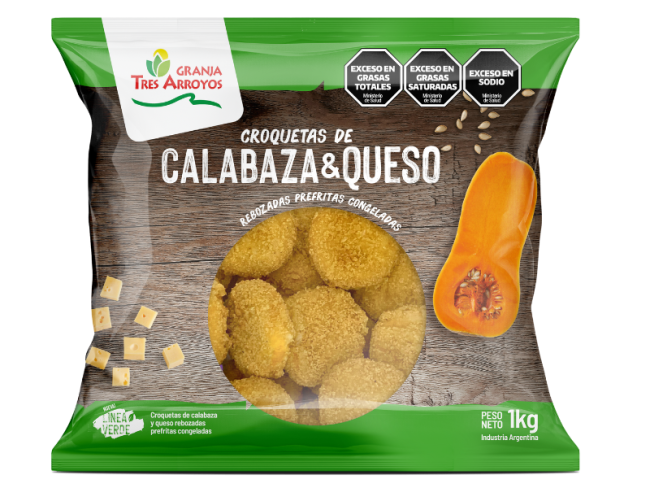 GRANJA
TRES ARROYOS
EXCESO EN
GRASAS
TOTALES
Ministerio
de Salud
EXCESO EN
GRASAS
SATURADAS
Ministerio
de Salud
EXCESO EN
SODIO
Ministerio
de Salud
CROQUETAS DE
CALABAZA&QUESO
REBOZADAS PREFRITAS CONGELADAS
NUEVA
LÍNEA
VERDE
Croquetas de calabaza
y queso rebozadas
prefritas congeladas
PESO
NETO 1kg
Industria Argentina